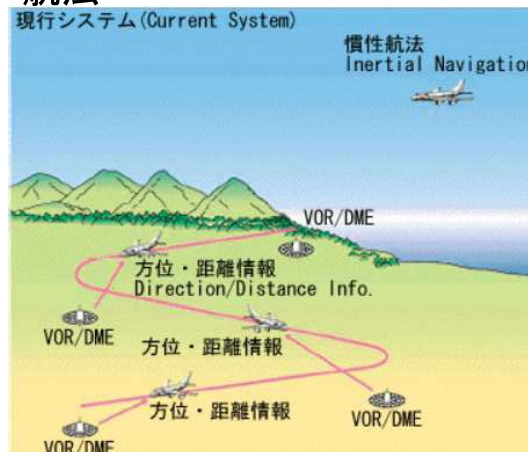 航法
現行システム(Current System)
慣性航法
Inertial Navigation
VOR/DME
方位・距離情報
Direction/Distance Info.
VOR/DME
方位・距離情報
方位・距離情報
VOR/DME
VOR/DME